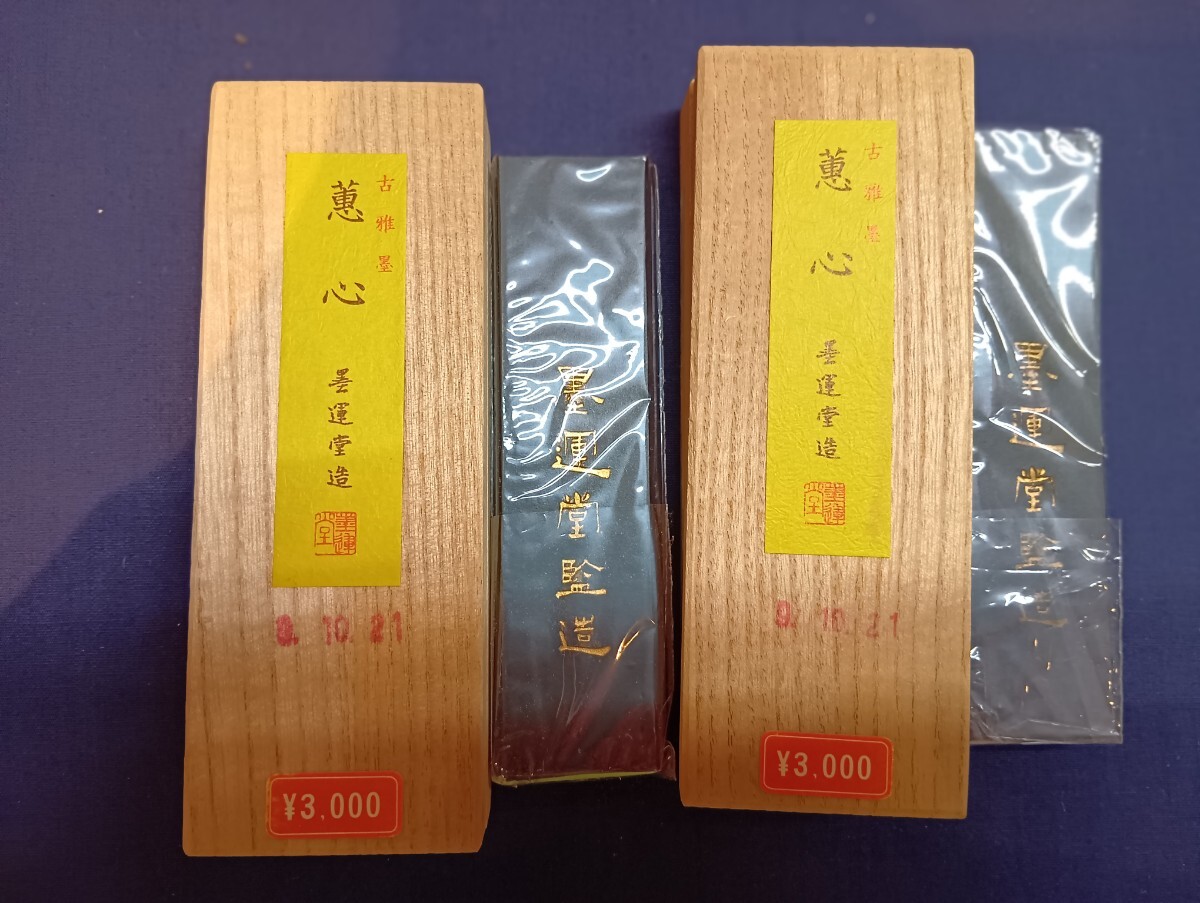 古雅墨
蕙心
墨運堂造
墨運堂
9.10.21
¥3,000
墨運堂監造
古雅墨
蕙心
墨運堂造
墨運堂
9.10.21
¥3,000
墨運堂監造